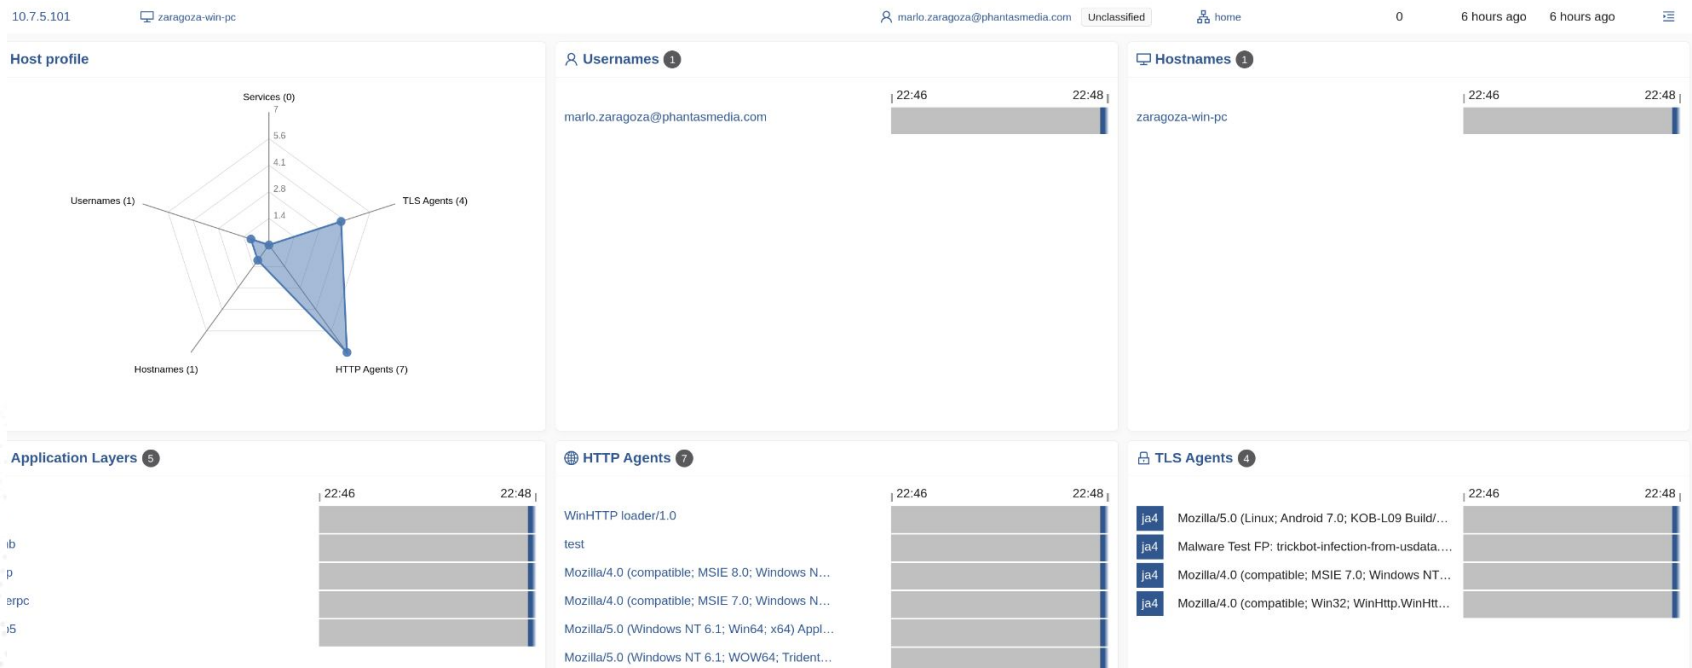 10.7.5.101 zaragoza-win-pc marlo.zaragoza@phantasmedia.com Unclassified home 0 6 hours ago 6 hours ago
Host profile
Services (0)
7
5.6
4.1
2.8
1.4
Usernames (1)
TLS Agents (4)
Hostnames (1)
HTTP Agents (7)
Usernames 1
22:46 22:48
marlo.zaragoza@phantasmedia.com
Hostnames 1
22:46 22:48
zaragoza-win-pc
Application Layers 5
22:46 22:48
erpc
HTTP Agents 7
22:46 22:48
WinHTTP loader/1.0
test
Mozilla/4.0 (compatible; MSIE 8.0; Windows N...
Mozilla/4.0 (compatible; MSIE 7.0; Windows N...
Mozilla/5.0 (Windows NT 6.1; Win64; x64) Appl...
Mozilla/5.0 (Windows NT 6.1; WOW64; Trident...
TLS Agents 4
22:46 22:48
ja4 Mozilla/5.0 (Linux; Android 7.0; KOB-L09 Build/...
ja4 Malware Test FP: trickbot-infection-from-usdata....
ja4 Mozilla/4.0 (compatible; MSIE 7.0; Windows NT...
ja4 Mozilla/4.0 (compatible; Win32; WinHttp.WinHtt...